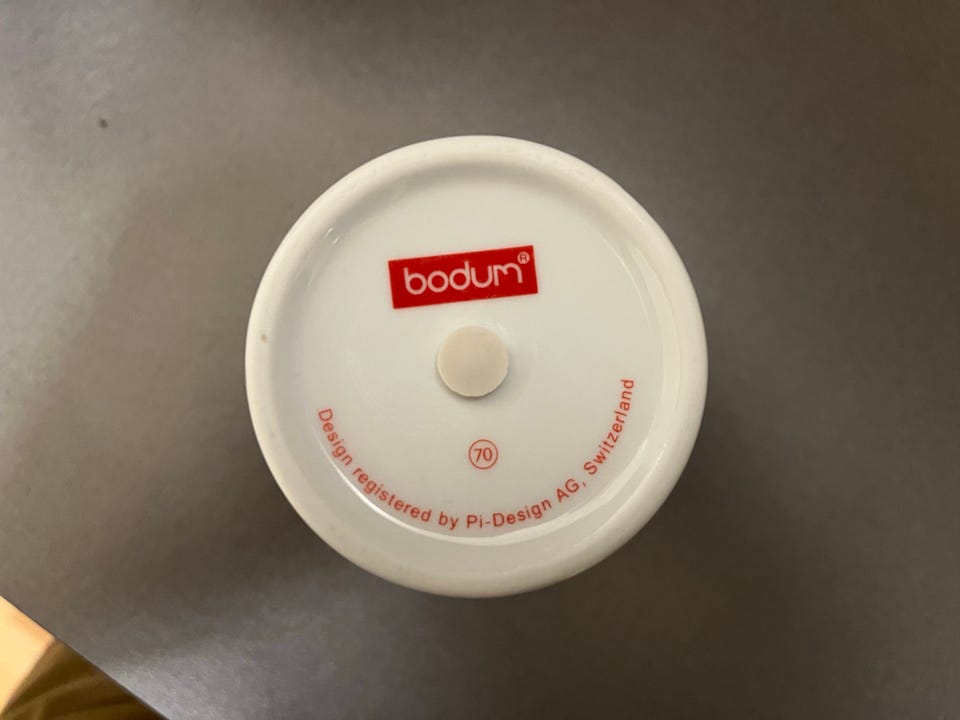 bodum®
70
Design registered by Pi-Design AG, Switzerland